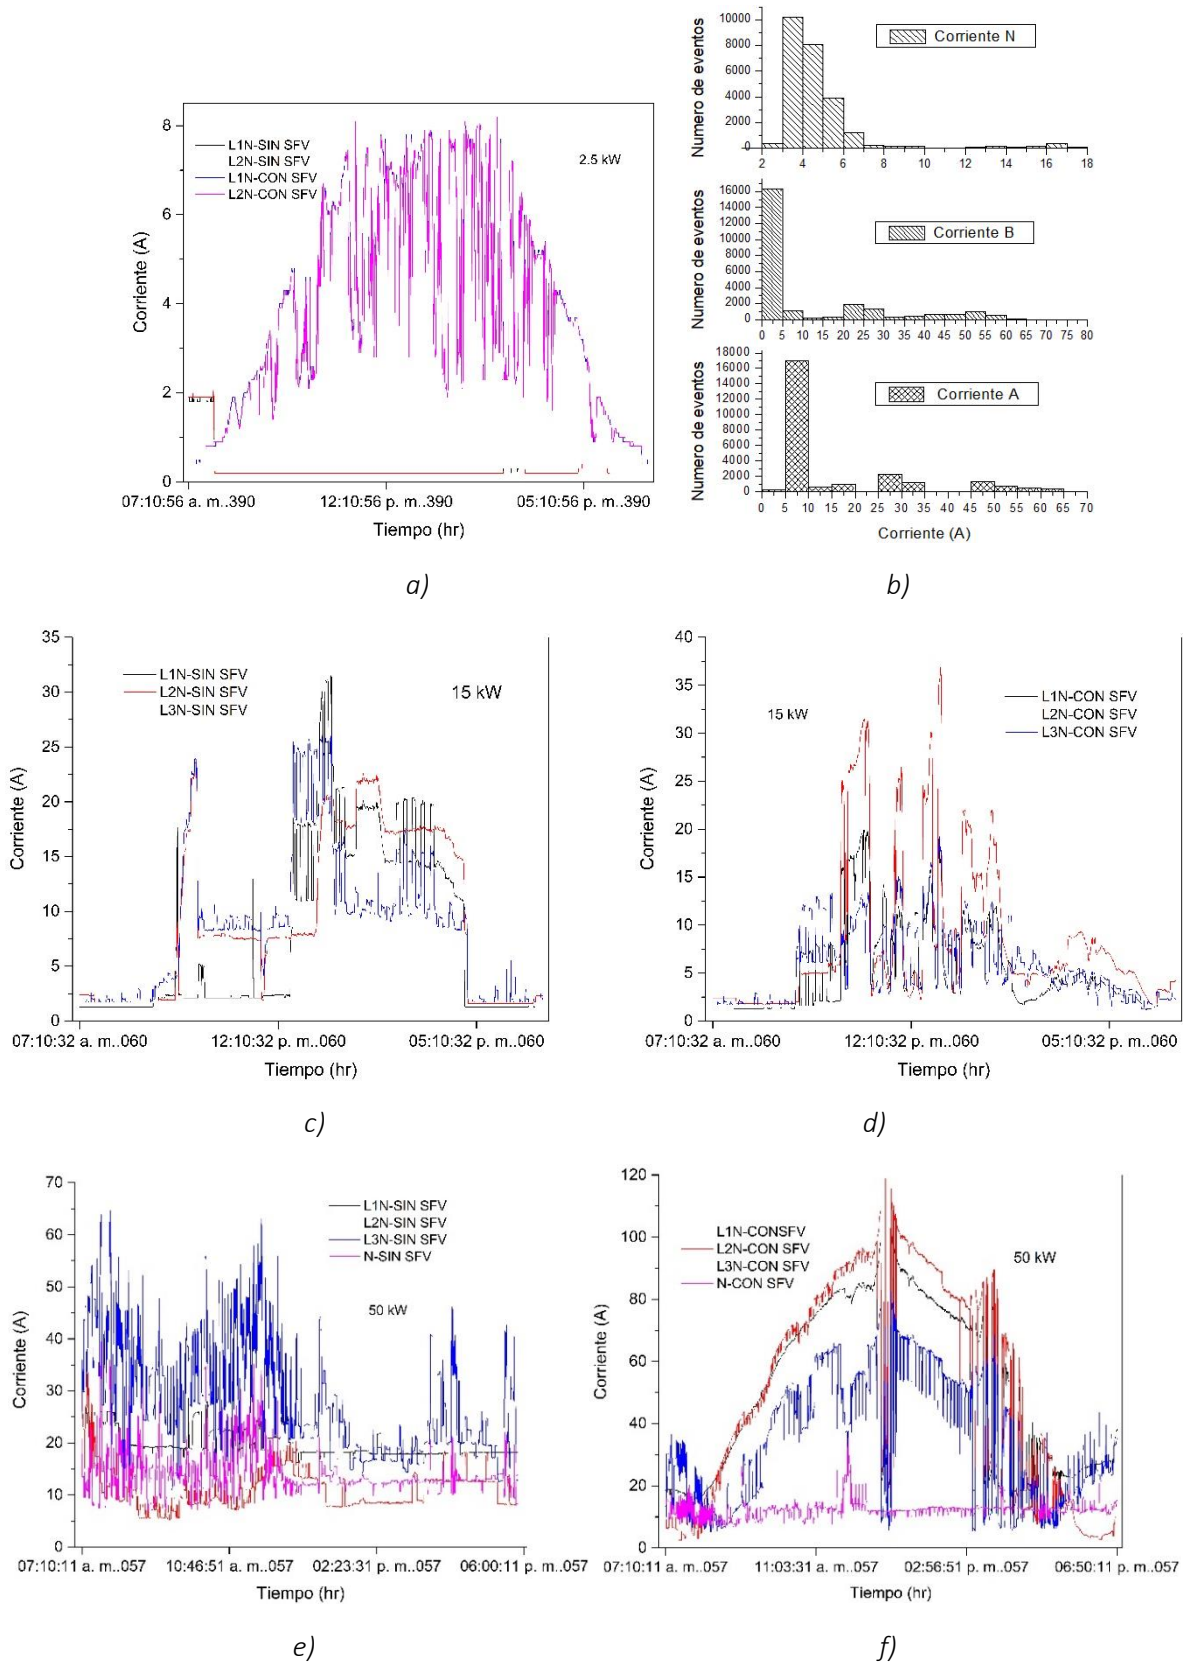 8
6
4
2
0
Corriente (A)
L1N-SIN SFV
L2N-SIN SFV
L1N-CON SFV
L2N-CON SFV
2.5 kW
07:10:56 a. m..390
12:10:56 p. m..390
05:10:56 p. m..390
Tiempo (hr)
a)
Numero de eventos
10000
8000
6000
4000
2000
0
Corriente N
2 3 4 5 6 7 8 10 12 14 16 18
Numero de eventos
16000
14000
12000
10000
8000
6000
4000
2000
0
Corriente B
0 5 10 15 20 25 30 35 40 45 50 55 60 65 75 80
Numero de eventos
18000
16000
14000
12000
10000
8000
6000
4000
2000
0
Corriente A
0 5 10 15 20 25 30 35 45 50 55 60 65 70
Corriente (A)
b)
35
30
25
20
15
10
5
0
Corriente (A)
L1N-SIN SFV
L2N-SIN SFV
L3N-SIN SFV
15 kW
07:10:32 a. m..060
12:10:32 p. m..060
05:10:32 p. m..060
Tiempo (hr)
c)
40
35
30
25
20
15
10
5
0
Corriente (A)
15 kW
L1N-CON SFV
L2N-CON SFV
L3N-CON SFV
07:10:32 a. m..060
12:10:32 p. m..060
05:10:32 p. m..060
Tiempo (hr)
d)
70
60
50
40
30
20
10
0
Corriente (A)
L1N-SIN SFV
L2N-SIN SFV
L3N-SIN SFV
N-SIN SFV
50 kW
07:10:11 a. m..057
10:46:51 a. m..057
02:23:31 p. m..057
06:00:11 p. m..057
Tiempo (hr)
e)
120
100
80
60
40
20
0
Corriente (A)
L1N-CONSFV
L2N-CON SFV
L3N-CON SFV
N-CON SFV
50 kW
07:10:11 a. m..057
11:03:31 a. m..057
02:56:51 p. m..057
06:50:11 p. m..057
Tiempo (hr)
f)